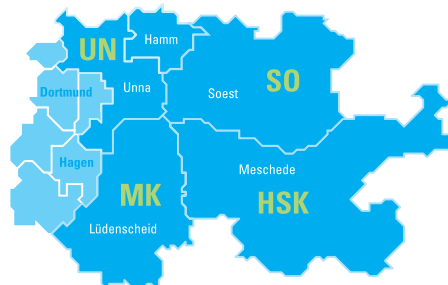 Hamm
UN
SO
Dortmund
Unna
Soest
Hagen
Meschede
MK
HSK
Lüdenscheid